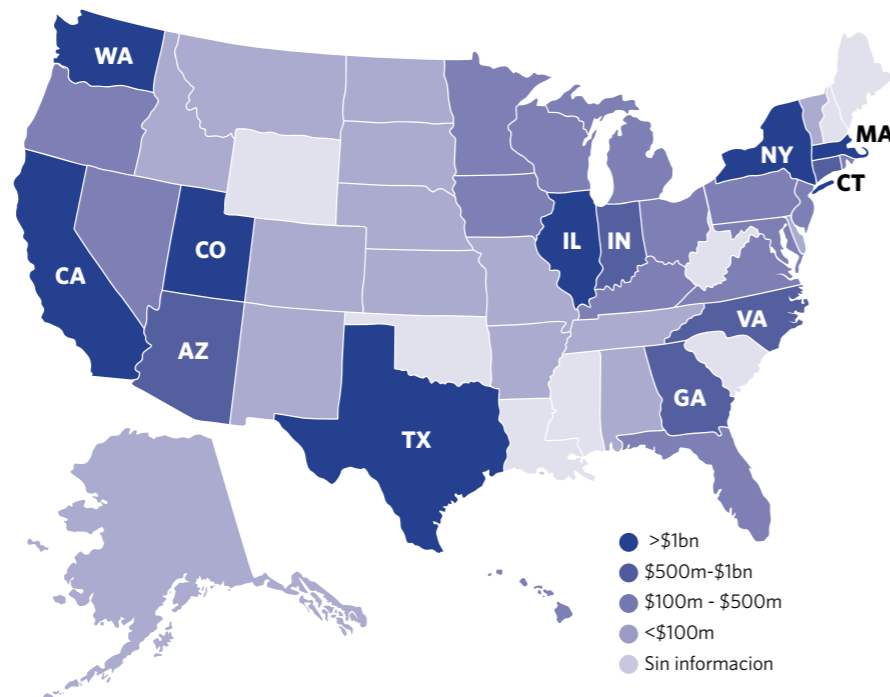 WA
MA
NY
CT
CO
IL
IN
CA
VA
AZ
GA
TX
>$1bn
$500m-$1bn
$100m - $500m
<$100m
Sin informacion